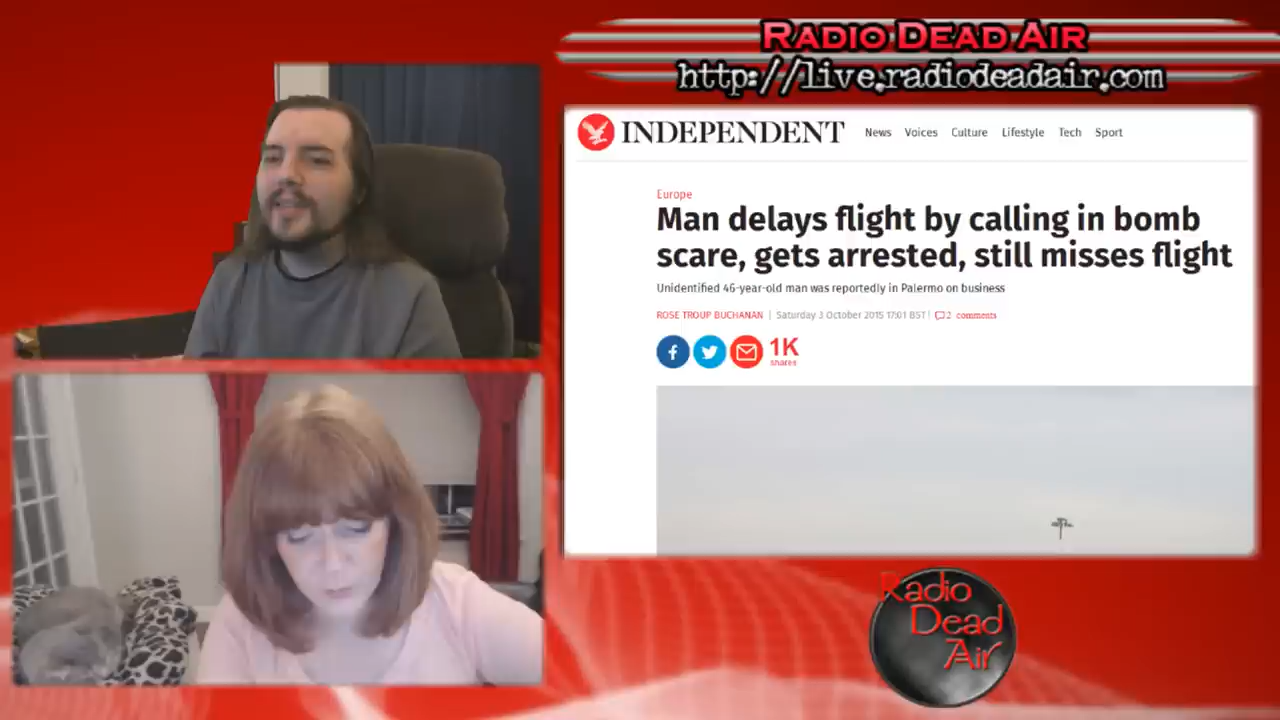 Radio Dead Air
http://live.radiodeadair.com
INDEPENDENT News Voices Culture Lifestyle Tech Sport
Europe
Man delays flight by calling in bomb
scare, gets arrested, still misses flight
Unidentified 46-year-old man was reportedly in Palermo on business
ROSE TROUP BUCHANAN | Saturday 3 October 2015 17:01 BST | 2 comments
1K
shares
Radio
Dead
Air